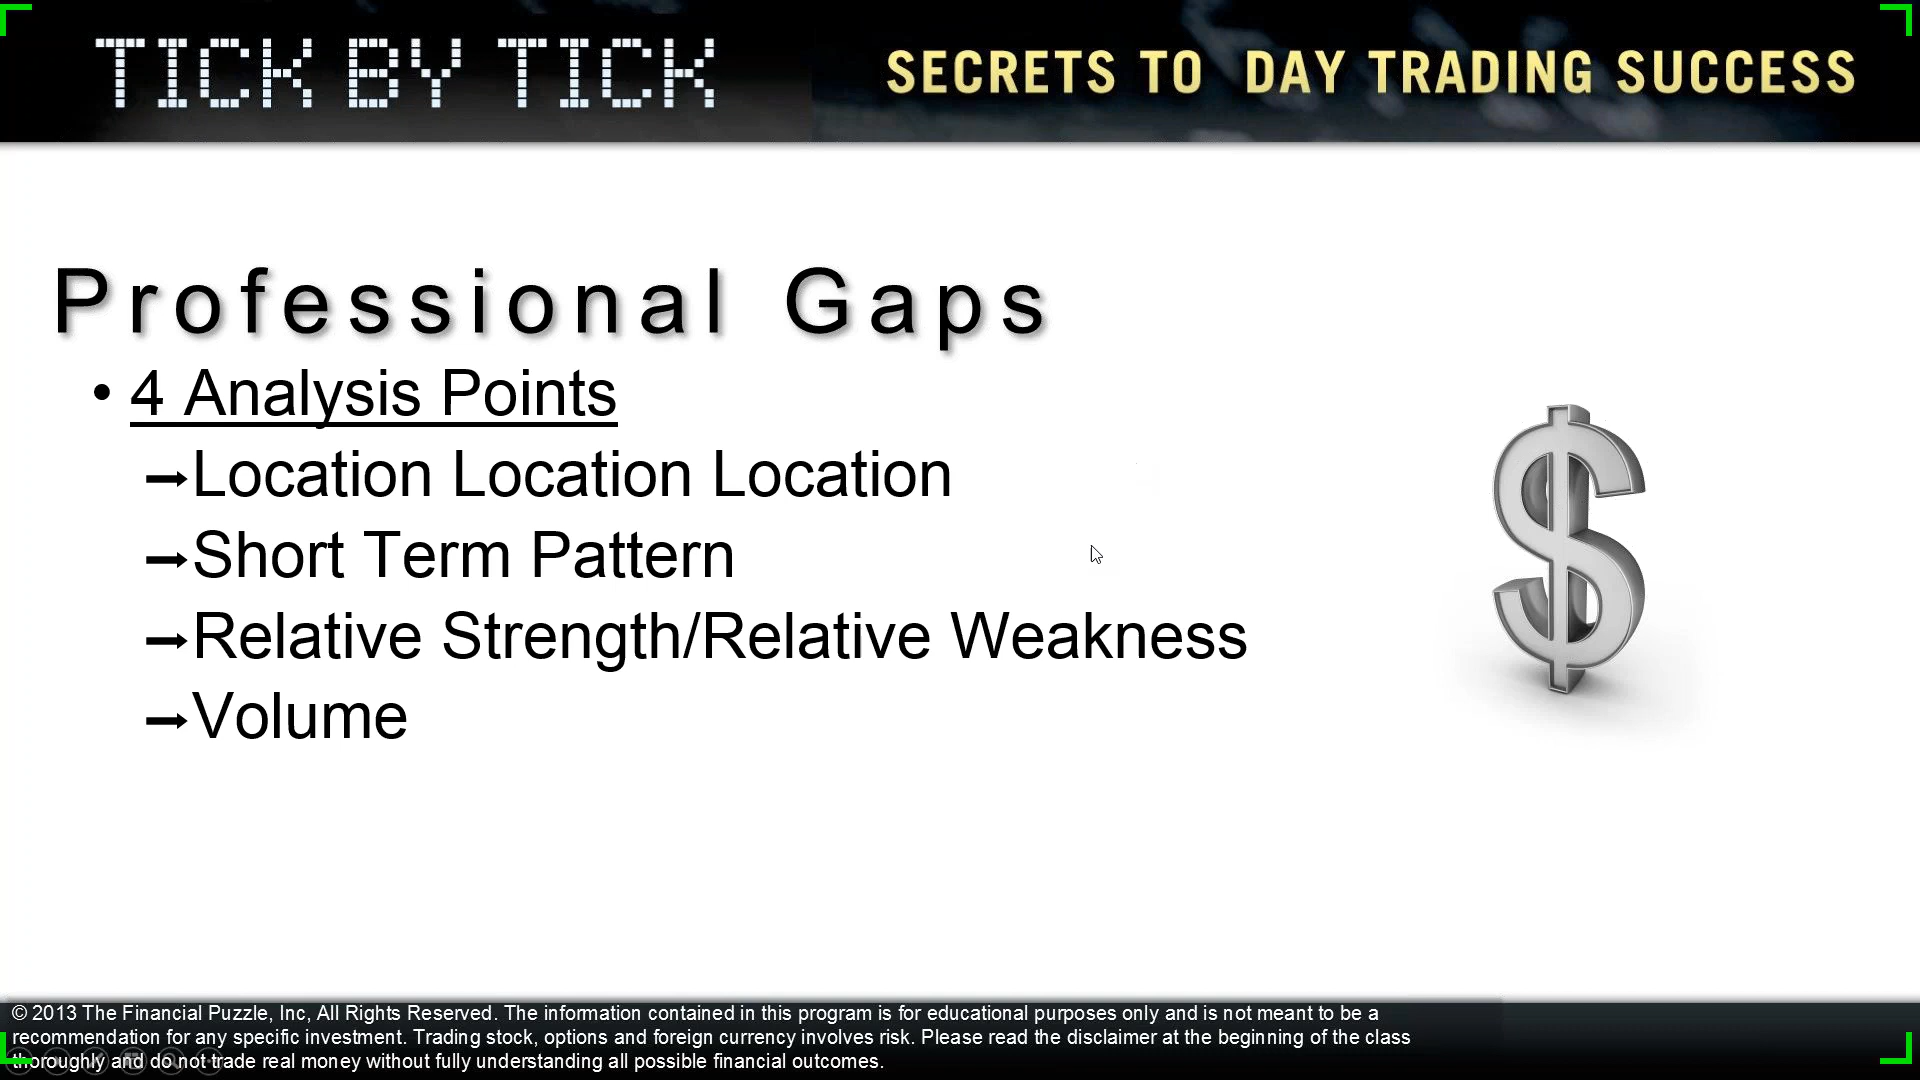 TICK BY TICK
SECRETS TO DAY TRADING SUCCESS
Professional Gaps
• 4 Analysis Points
→Location Location Location
→Short Term Pattern
→Relative Strength/Relative Weakness
→Volume
© 2013 The Financial Puzzle, Inc, All Rights Reserved. The information contained in this program is for educational purposes only and is not meant to be a
recommendation for any specific investment. Trading stock, options and foreign currency involves risk. Please read the disclaimer at the beginning of the class
thoroughly and do not trade real money without fully understanding all possible financial outcomes.